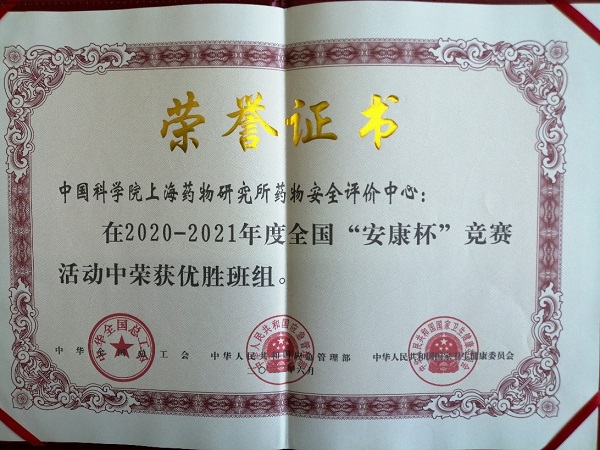 荣誉证书
中国科学院上海药物研究所药物安全评价中心：
在2020-2021年度全国“安康杯”竞赛
活动中荣获优胜班组。
中华全国总工会 中华人民共和国应急管理部 中华人民共和国国家卫生健康委员会